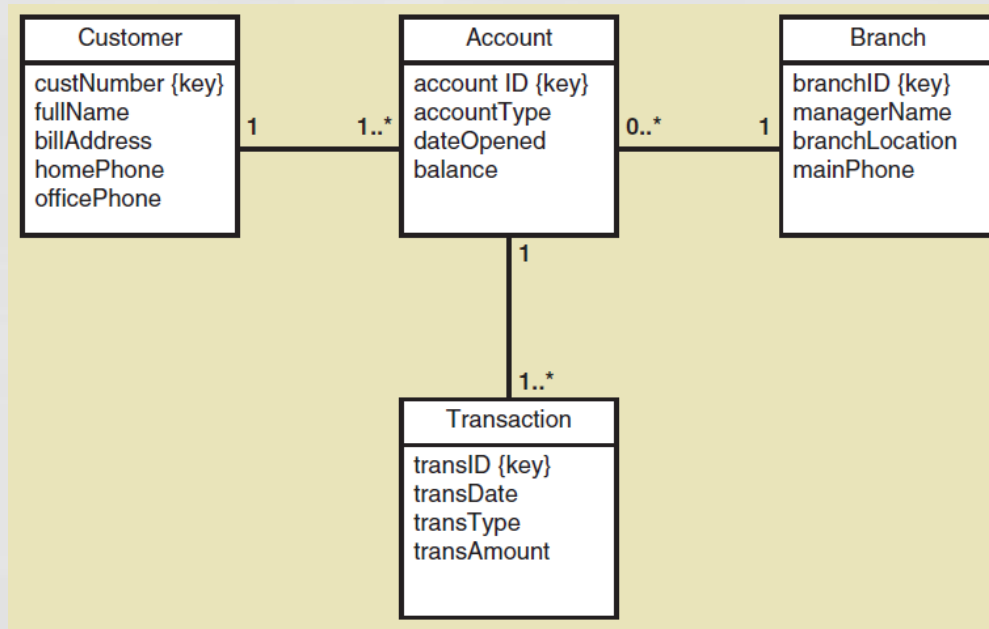 Customer
custNumber {key}
fullName
billAddress
homePhone
officePhone
1
1..*
Account
account ID {key}
accountType
dateOpened
balance
0..*
1
Branch
branchID {key}
managerName
branchLocation
mainPhone
1
1..*
Transaction
transID {key}
transDate
transType
transAmount